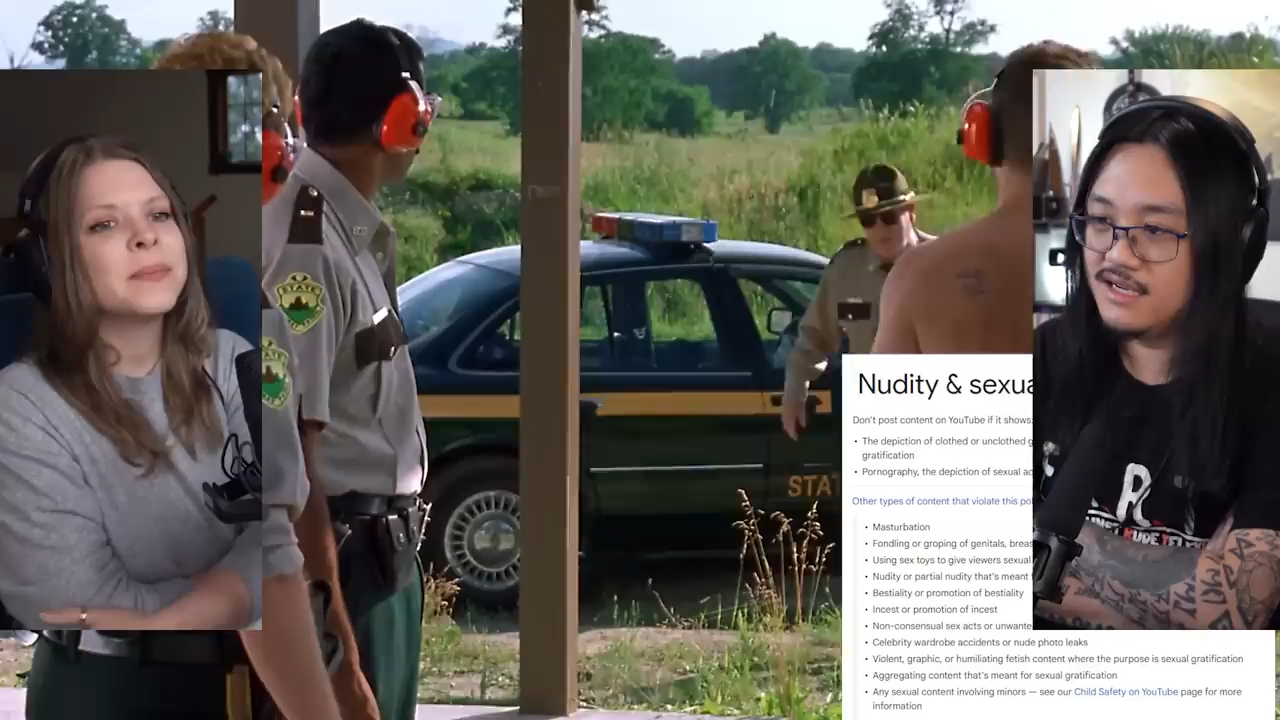 STATE
STATE
STA
Nudity & sexua
Don't post content on YouTube if it shows:
• The depiction of clothed or unclothed g
gratification
• Pornography, the depiction of sexual ac
Other types of content that violate this pol
• Masturbation
• Fondling or groping of genitals, breas
• Using sex toys to give viewers sexual
• Nudity or partial nudity that's meant
• Bestiality or promotion of bestiality
• Incest or promotion of incest
• Non-consensual sex acts or unwante
• Celebrity wardrobe accidents or nude photo leaks
• Violent, graphic, or humiliating fetish content where the purpose is sexual gratification
• Aggregating content that's meant for sexual gratification
• Any sexual content involving minors — see our Child Safety on YouTube page for more
information